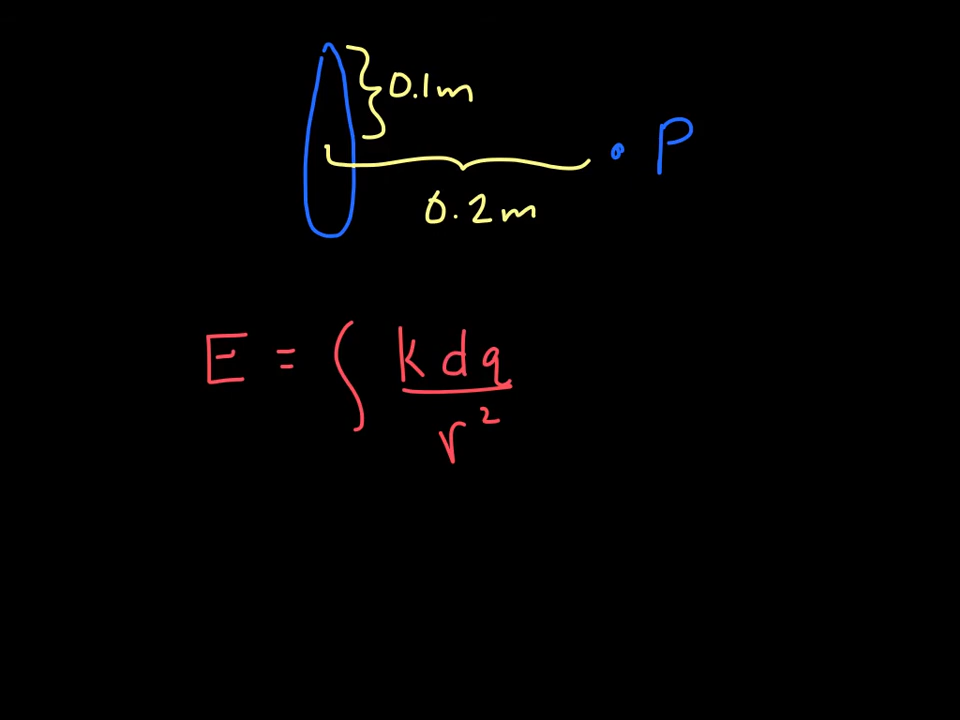 0.1m
P
0.2m
E = ∫ kdq / r²